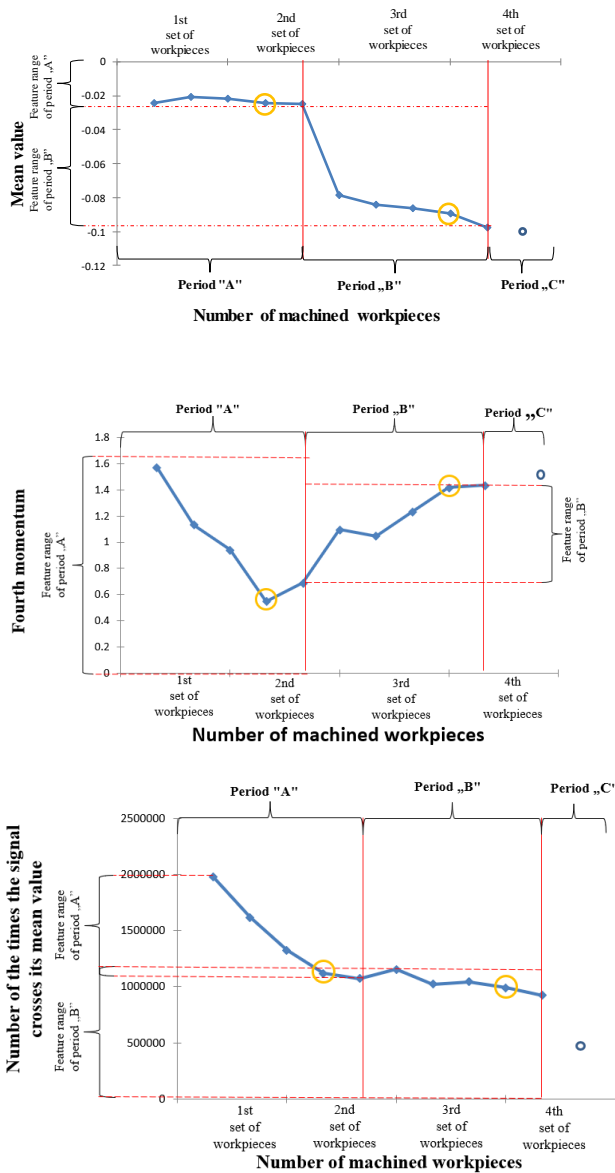 1st
set of
workpieces
2nd
set of
workpieces
3rd
set of
workpieces
4th
set of
workpieces
Mean value
Feature range
of period „A”
Feature range
of period „B”
0
-0.02
-0.04
-0.06
-0.08
-0.1
-0.12
Period "A"
Period „B"
Period „C"
Number of machined workpieces
Period "A"
Period „B"
Period „C"
Fourth momentum
Feature range
of period „A”
1.8
1.6
1.4
1.2
1
0.8
0.6
0.4
0.2
0
Feature range
of period „B”
1st
set of
workpieces
2nd
set of
workpieces
3rd
set of
workpieces
4th
set of
workpieces
Number of machined workpieces
Period "A"
Period „B"
Period „C"
Number of the times the signal
crosses its mean value
Feature range
of period „A”
Feature range
of period „B”
2500000
2000000
1500000
1000000
500000
0
1st
set of
workpieces
2nd
set of
workpieces
3rd
set of
workpieces
4th
set of
workpieces
Number of machined workpieces